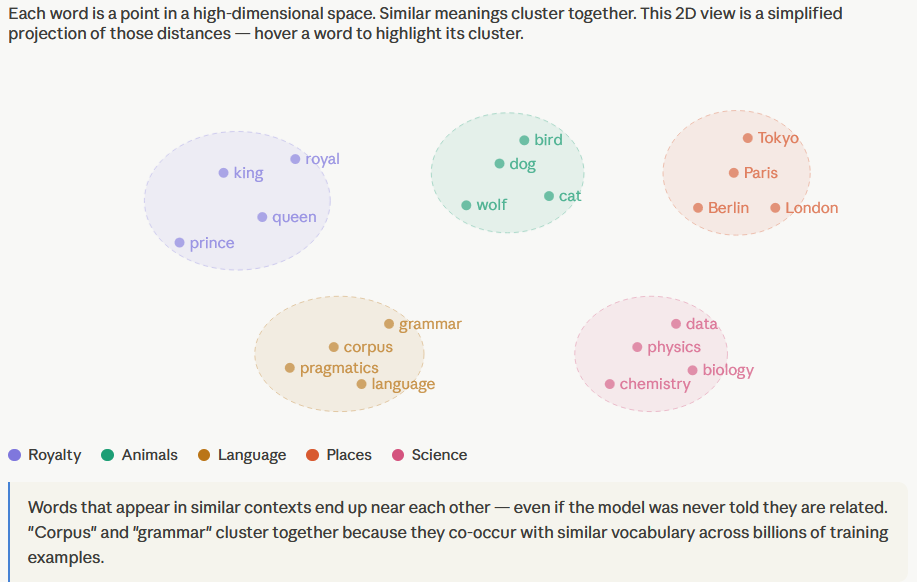 Each word is a point in a high-dimensional space. Similar meanings cluster together. This 2D view is a simplified
projection of those distances — hover a word to highlight its cluster.
king
royal
queen
prince
bird
dog
wolf
cat
Tokyo
Paris
Berlin
London
grammar
corpus
pragmatics
language
data
physics
biology
chemistry
Royalty Animals Language Places Science
Words that appear in similar contexts end up near each other — even if the model was never told they are related.
"Corpus" and "grammar" cluster together because they co-occur with similar vocabulary across billions of training
examples.